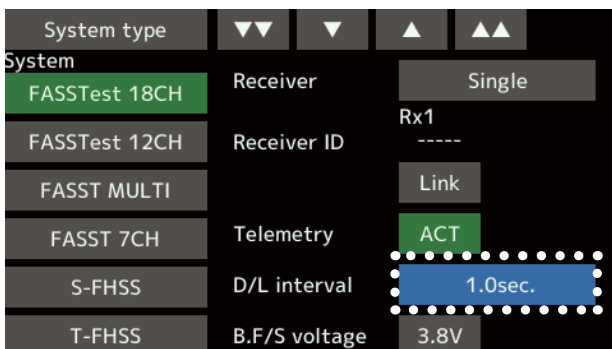 System type ▼▼ ▼ ▲ ▲▲
System
FASSTest 18CH
FASSTest 12CH
FASST MULTI
FASST 7CH
S-FHSS
T-FHSS
Receiver Single
Rx1
Receiver ID -----
Link
Telemetry ACT
D/L interval 1.0sec.
B.F/S voltage 3.8V